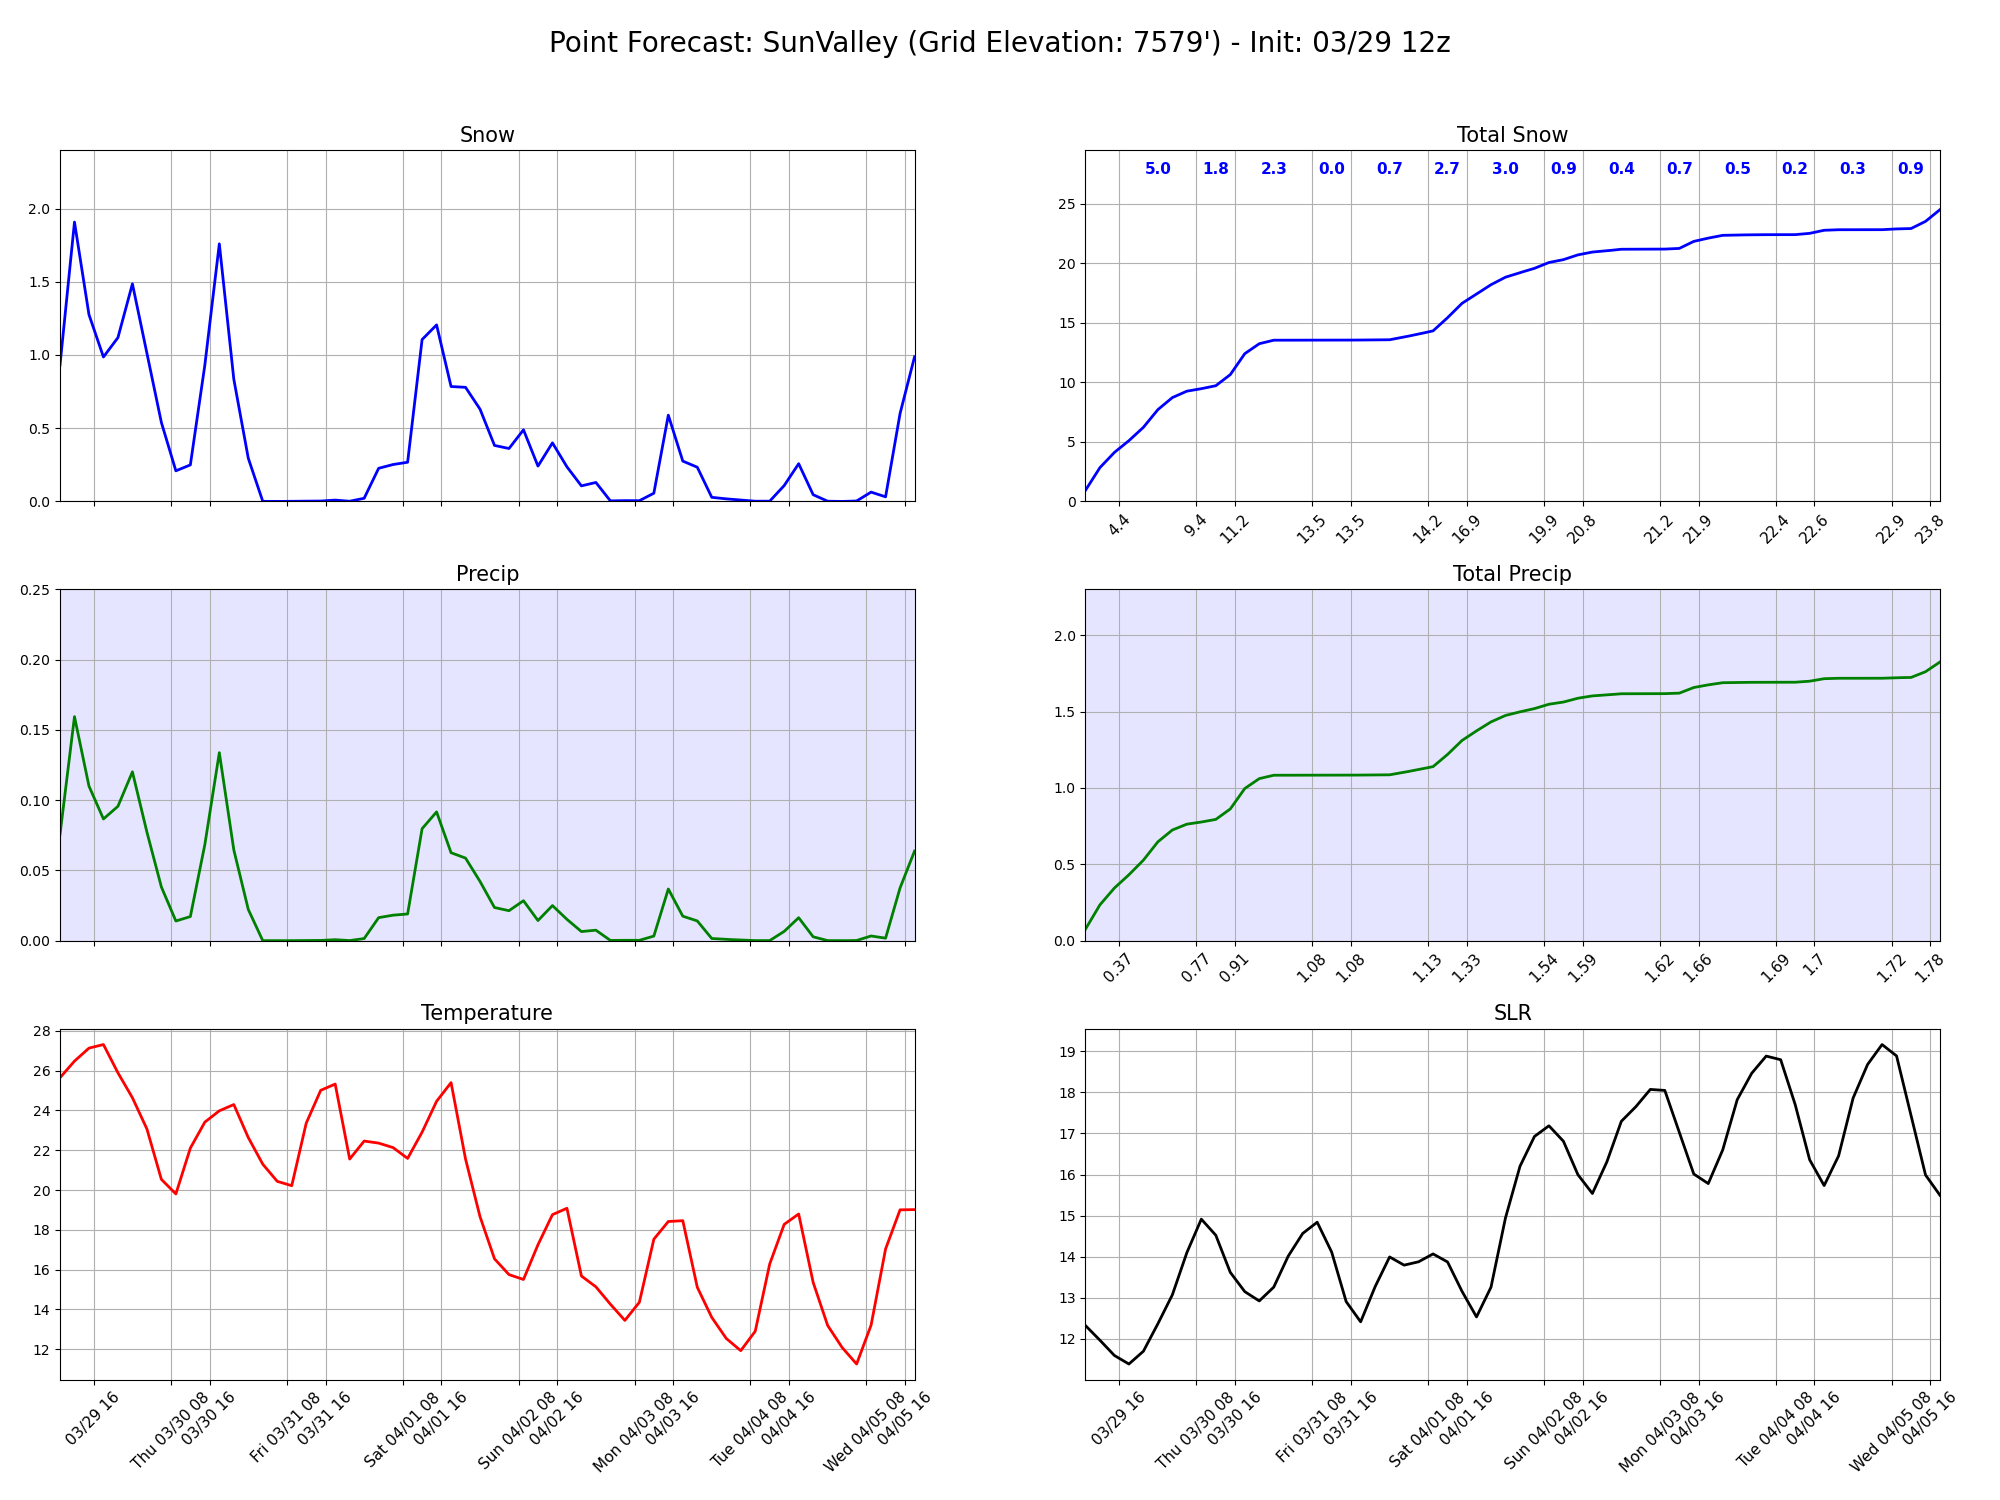 Point Forecast: SunValley (Grid Elevation: 7579') - Init: 03/29 12z
Snow
2.0
1.5
1.0
0.5
0.0
Total Snow
5.0 1.8 2.3 0.0 0.7 2.7 3.0 0.9 0.4 0.7 0.5 0.2 0.3 0.9
25
20
15
10
5
0
4.4 9.4 11.2 13.5 13.5 14.2 16.9 19.9 20.8 21.2 21.9 22.4 22.6 22.9 23.8
Precip
0.25
0.20
0.15
0.10
0.05
0.00
Total Precip
2.0
1.5
1.0
0.5
0.0
0.37 0.77 0.91 1.08 1.08 1.13 1.33 1.54 1.59 1.62 1.66 1.69 1.7 1.72 1.78
Temperature
28
26
24
22
20
18
16
14
12
03/29 16
Thu 03/30 08
03/30 16
Fri 03/31 08
03/31 16
Sat 04/01 08
04/01 16
Sun 04/02 08
04/02 16
Mon 04/03 08
04/03 16
Tue 04/04 08
04/04 16
Wed 04/05 08
04/05 16
SLR
19
18
17
16
15
14
13
12
03/29 16
Thu 03/30 08
03/30 16
Fri 03/31 08
03/31 16
Sat 04/01 08
04/01 16
Sun 04/02 08
04/02 16
Mon 04/03 08
04/03 16
Tue 04/04 08
04/04 16
Wed 04/05 08
04/05 16